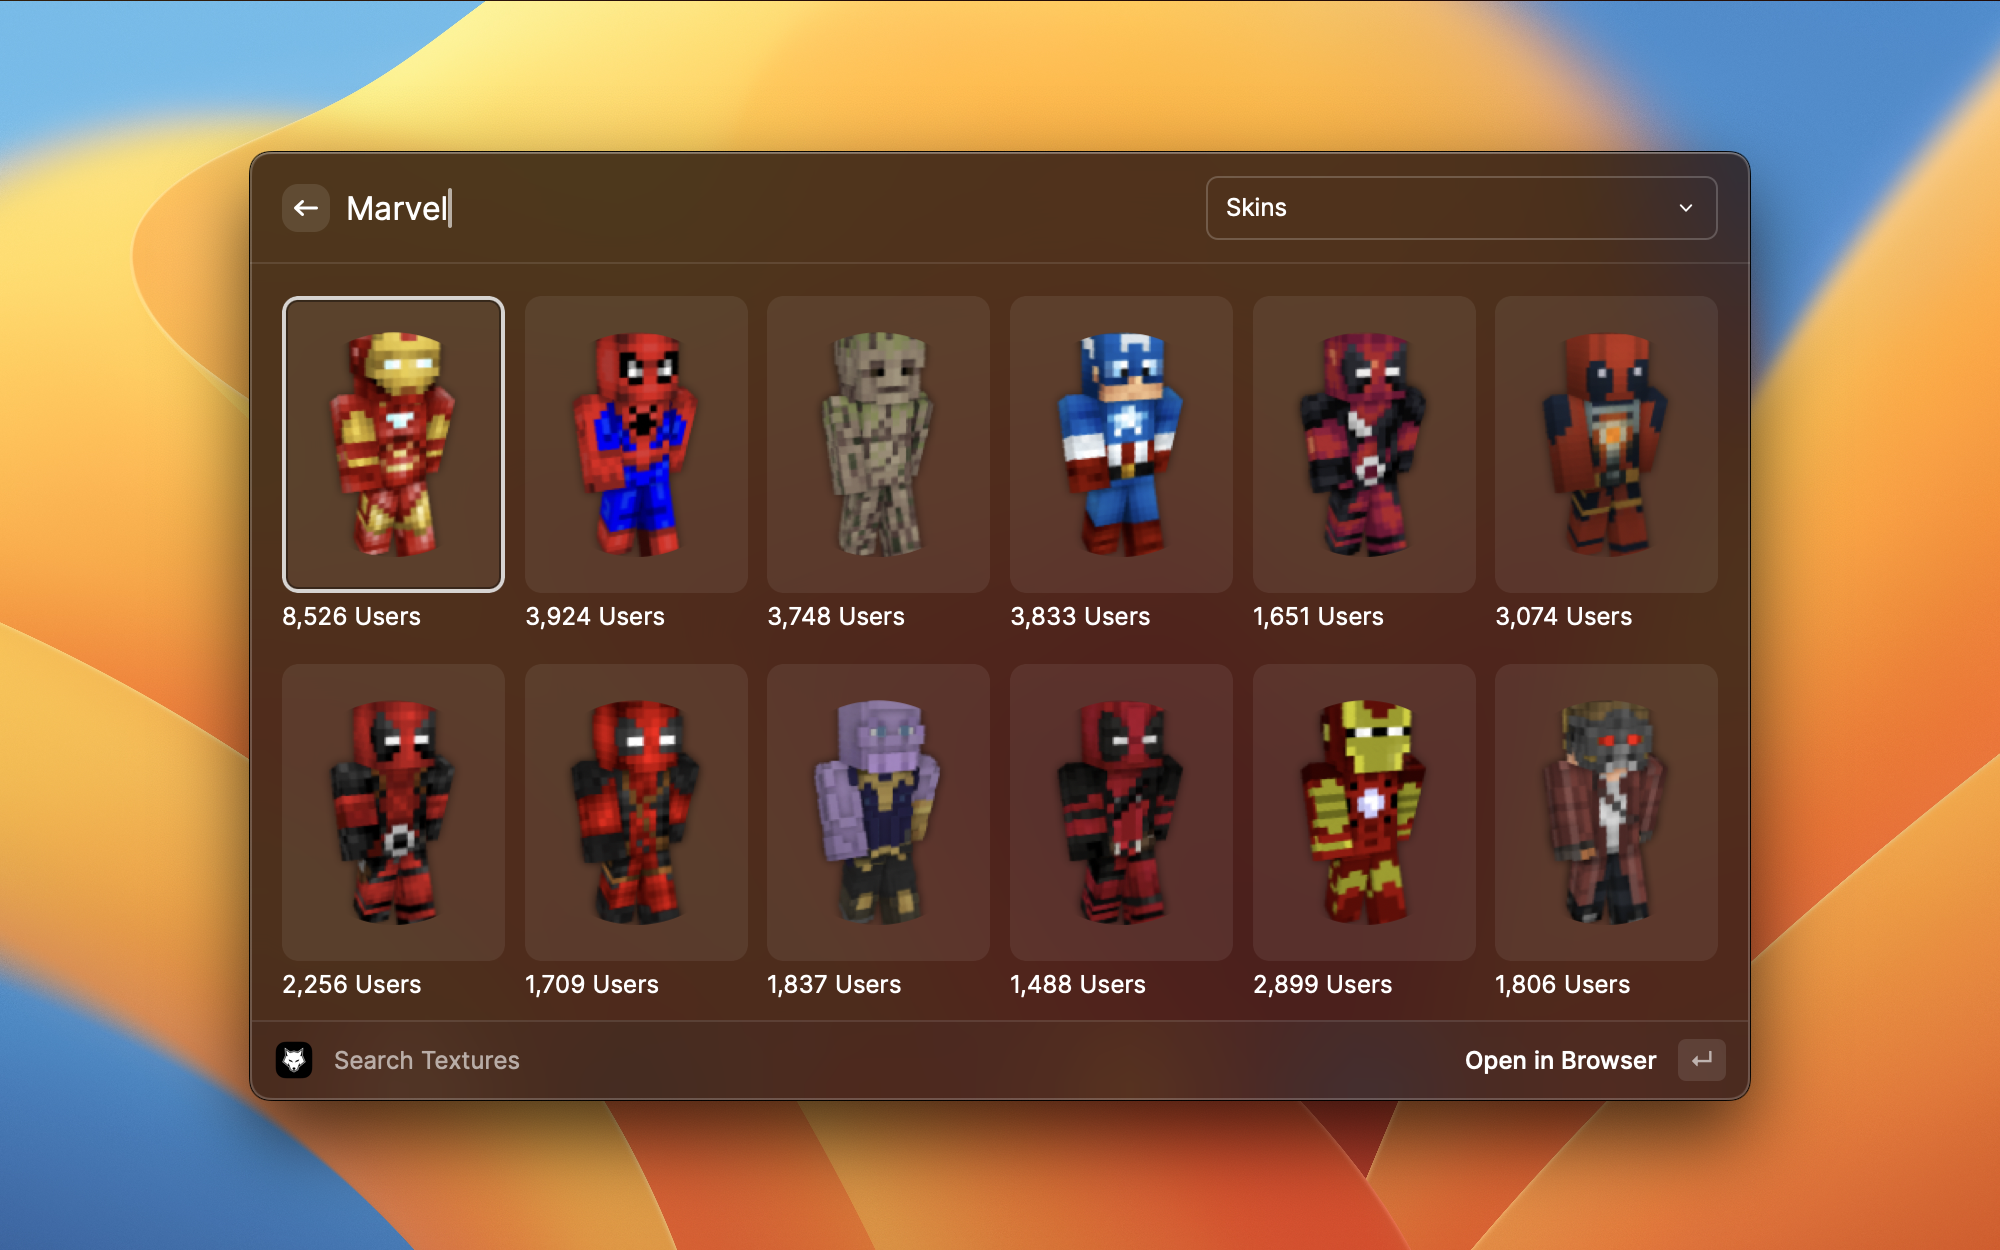 Marvel
Skins
8,526 Users
3,924 Users
3,748 Users
3,833 Users
1,651 Users
3,074 Users
2,256 Users
1,709 Users
1,837 Users
1,488 Users
2,899 Users
1,806 Users
Search Textures
Open in Browser